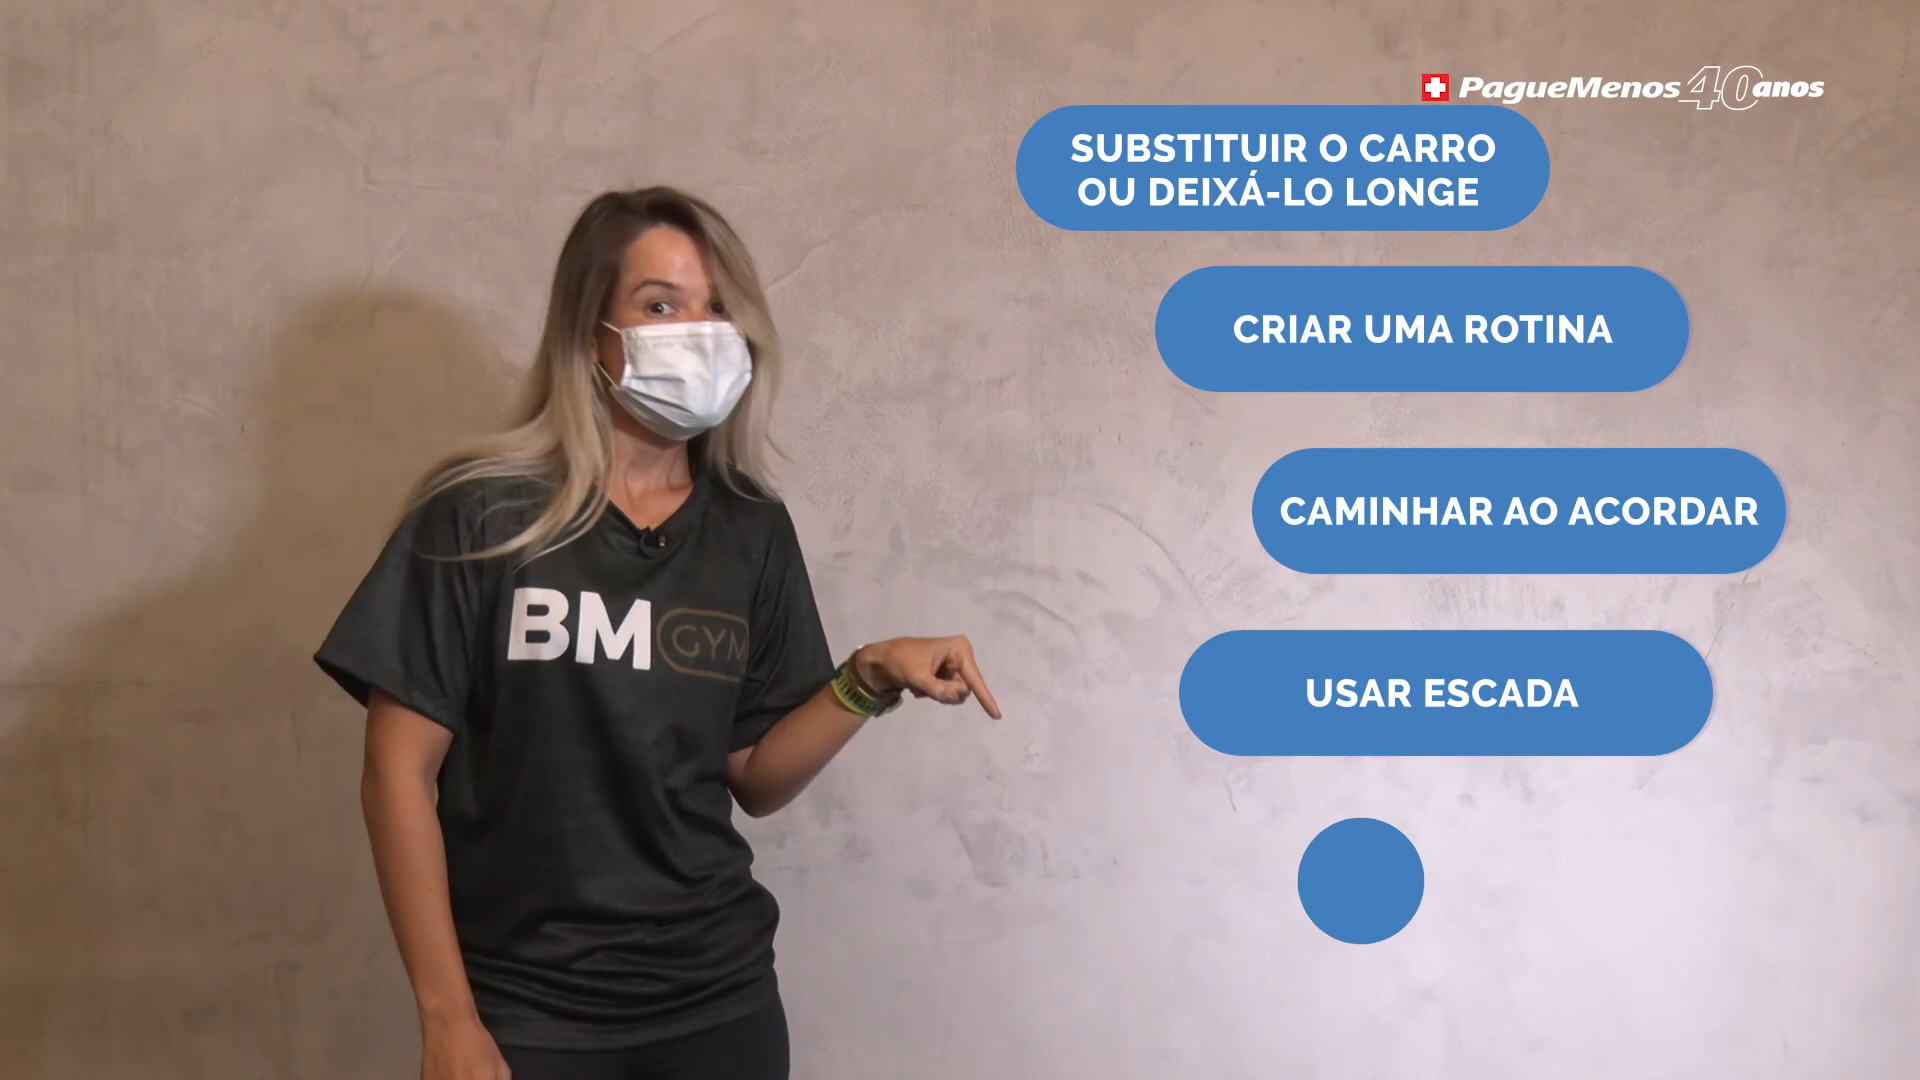 PagueMenos 40 anos
SUBSTITUIR O CARRO
OU DEIXÁ-LO LONGE
CRIAR UMA ROTINA
CAMINHAR AO ACORDAR
USAR ESCADA
BM GYM